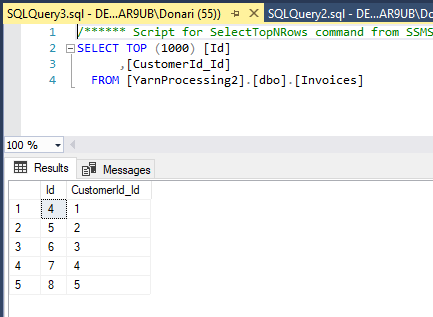 SQLQuery3.sql - DE...AR9UB\Donari (55))* SQLQuery2.sql - DE...AR9UB
1 /****** Script for SelectTopNRows command from SSMS
2 SELECT TOP (1000) [Id]
3 ,[CustomerId_Id]
4 FROM [YarnProcessing2].[dbo].[Invoices]
100 %
Results Messages
Id CustomerId_Id
1 4 1
2 5 2
3 6 3
4 7 4
5 8 5